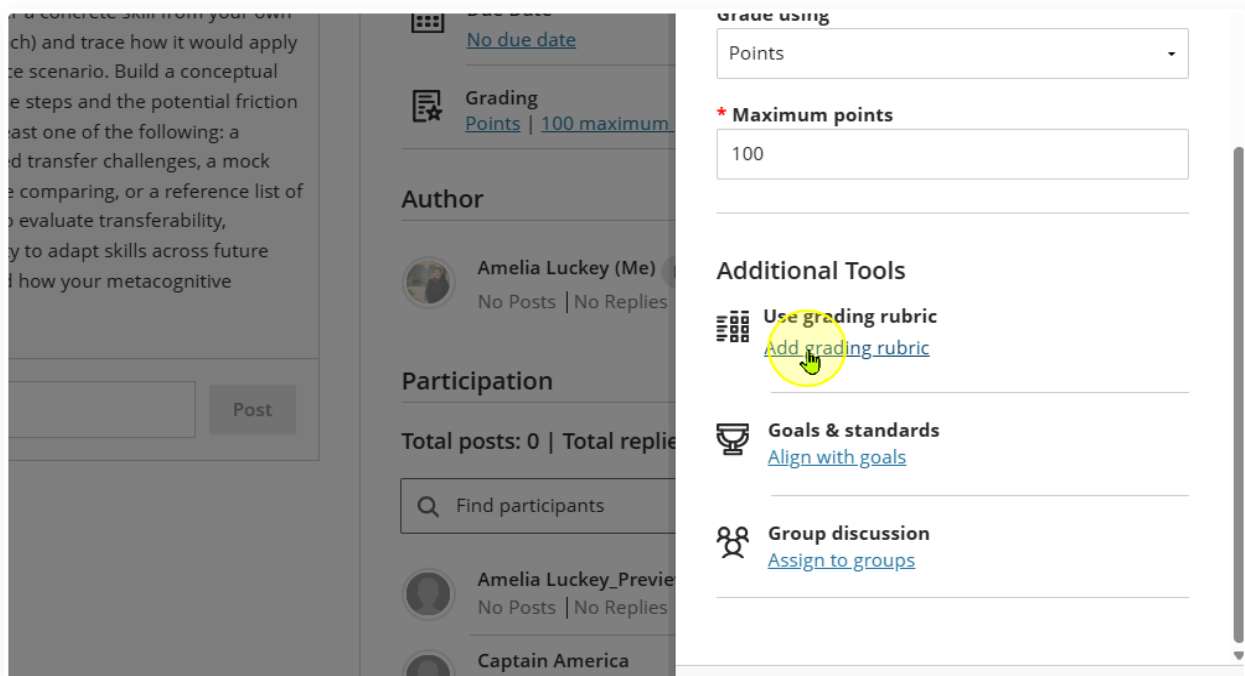 r a concrete skill from your own
ch) and trace how it would apply
ce scenario. Build a conceptual
e steps and the potential friction
east one of the following: a
d transfer challenges, a mock
e comparing, or a reference list of
o evaluate transferability,
y to adapt skills across future
d how your metacognitive
Post
Due Date
No due date
Grading
Points | 100 maximum
Author
Amelia Luckey (Me)
No Posts | No Replies
Participation
Total posts: 0 | Total replie
Find participants
Amelia Luckey_Previe
No Posts | No Replies
Captain America
Grade using
Points
* Maximum points
100
Additional Tools
Use grading rubric
Add grading rubric
Goals & standards
Align with goals
Group discussion
Assign to groups